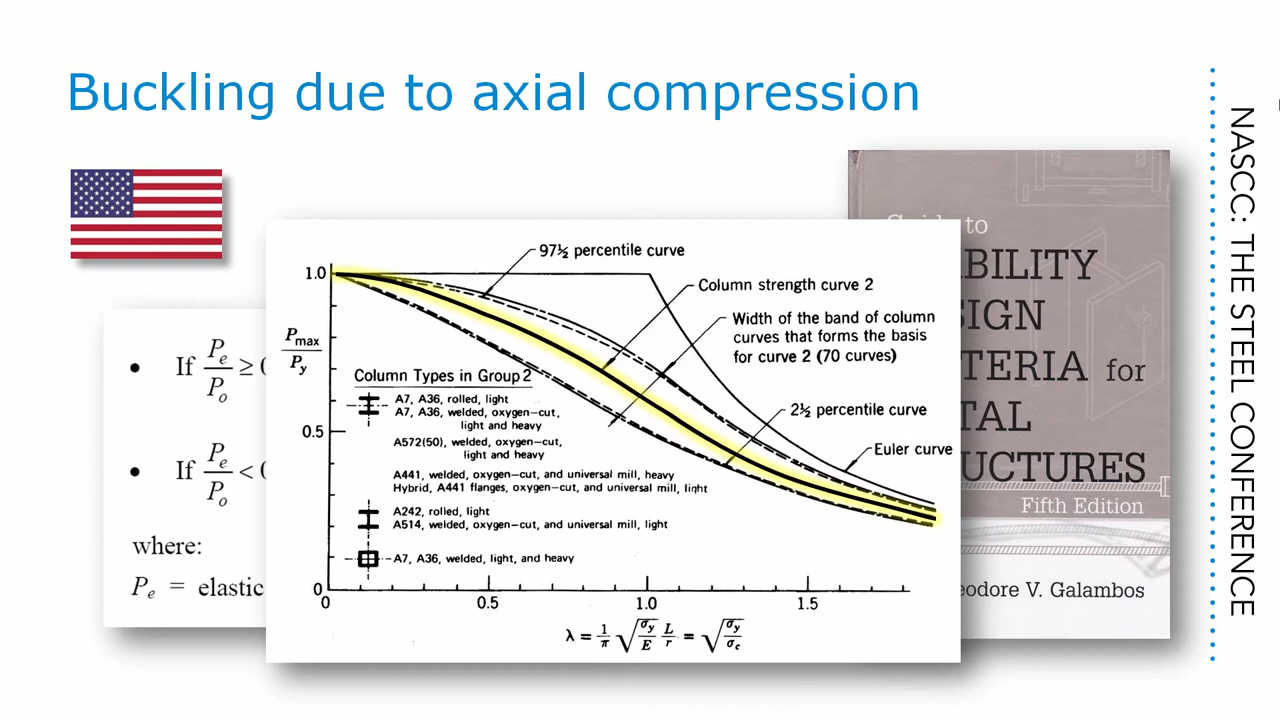 Buckling due to axial compression
NASCC: THE STEEL CONFERENCE
• If Pe/Po ≥ 0
• If Pe/Po < 0
where:
Pe = elastic
97½ percentile curve
Column strength curve 2
Width of the band of column
curves that forms the basis
for curve 2 (70 curves)
2½ percentile curve
Euler curve
Pmax/Py
1.0
0.5
0
Column Types in Group 2
A7, A36, rolled, light
A7, A36, welded, oxygen-cut,
light and heavy
A572(50), welded, oxygen-cut,
light and heavy
A441, welded, oxygen-cut, and universal mill, heavy
Hybrid, A441 flanges, oxygen-cut, and universal mill, light
A242, rolled, light
A514, welded, oxygen-cut, and universal mill, light
A7, A36, welded, light, and heavy
0 0.5 1.0 1.5
λ = 1/π √(σy/E) L/r = √(σy/σc)
to
BILITY
SIGN
TERIA for
TAL
UCTURES
Fifth Edition
eodore V. Galambos